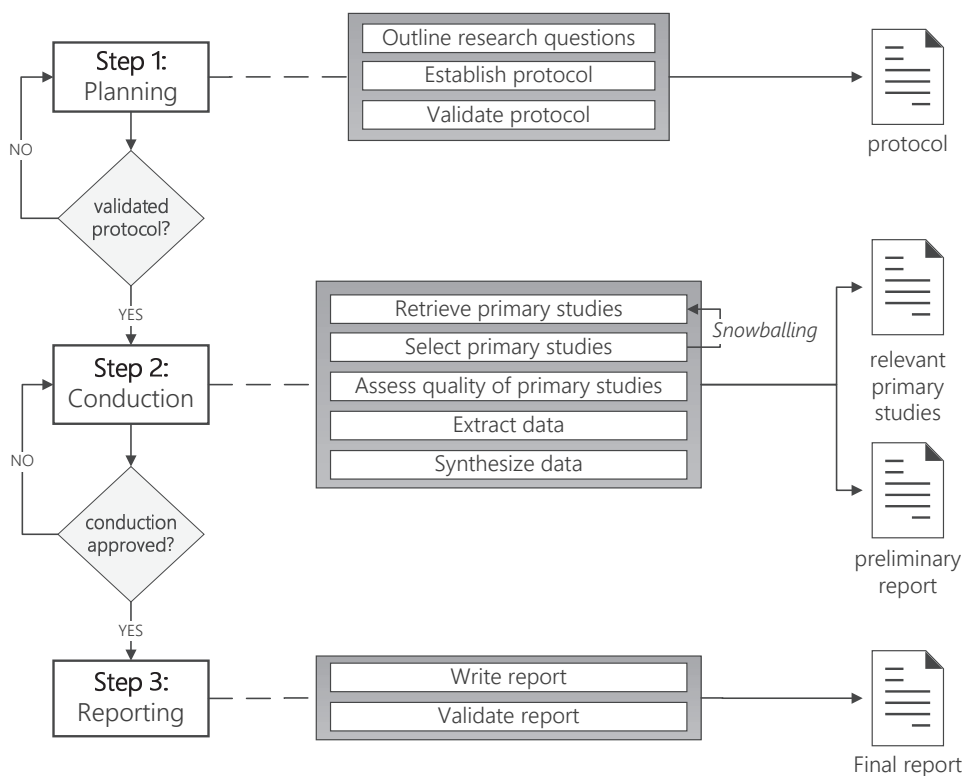 Step 1:
Planning
Outline research questions
Establish protocol
Validate protocol
protocol
NO
validated
protocol?
YES
Step 2:
Conduction
Retrieve primary studies
Select primary studies
Assess quality of primary studies
Extract data
Synthesize data
Snowballing
relevant
primary
studies
preliminary
report
NO
conduction
approved?
YES
Step 3:
Reporting
Write report
Validate report
Final report